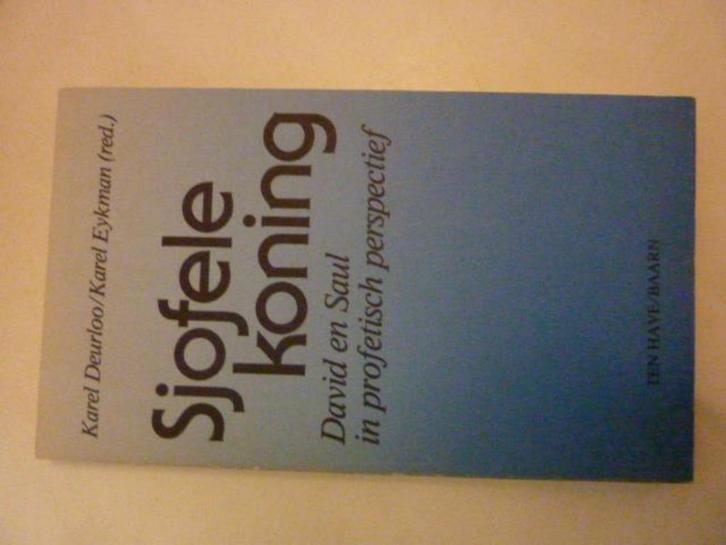 Karel Deurloo/Karel Eykman (red.)
Sjofele
koning
David en Saul
in profetisch perspectief
TEN HAVE/BAARN